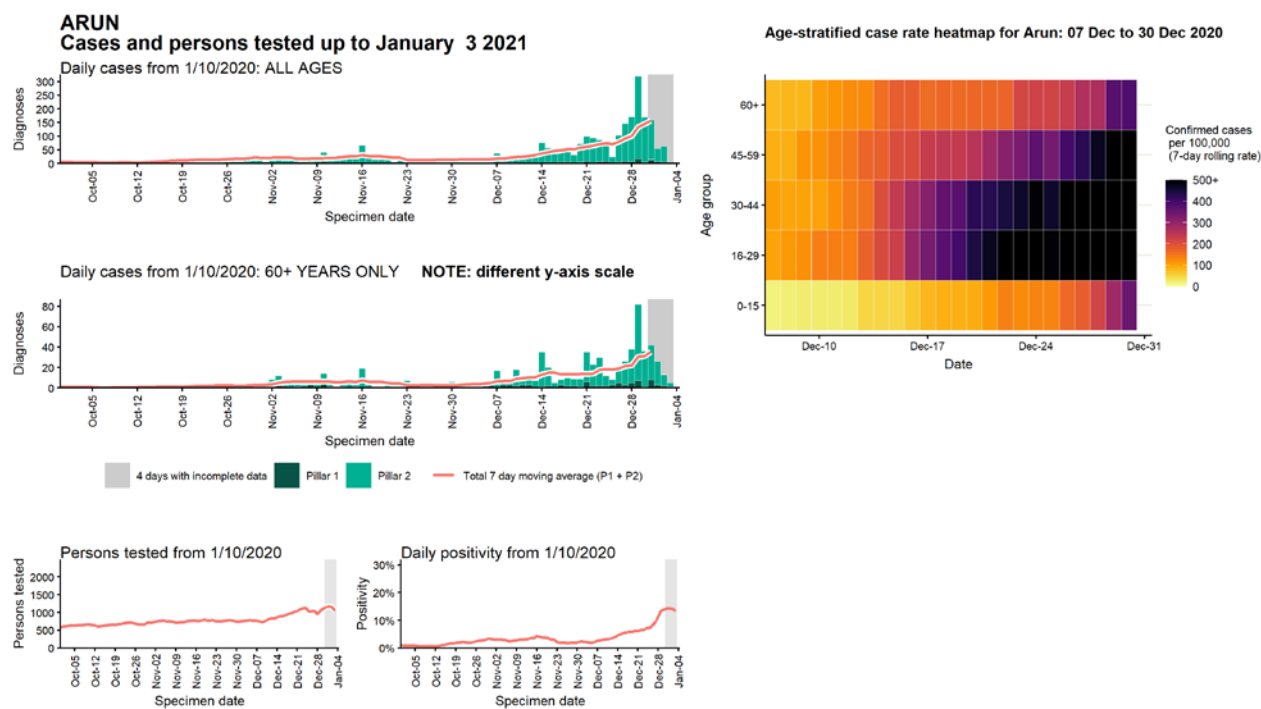 ARUN
Cases and persons tested up to January 3 2021
Daily cases from 1/10/2020: ALL AGES
Diagnoses
300
250
200
150
100
50
0
Oct-05 Oct-12 Oct-19 Oct-26 Nov-02 Nov-09 Nov-16 Nov-23 Nov-30 Dec-07 Dec-14 Dec-21 Dec-28 Jan-04
Specimen date
Daily cases from 1/10/2020: 60+ YEARS ONLY NOTE: different y-axis scale
Diagnoses
80
60
40
20
0
Oct-05 Oct-12 Oct-19 Oct-26 Nov-02 Nov-09 Nov-16 Nov-23 Nov-30 Dec-07 Dec-14 Dec-21 Dec-28 Jan-04
Specimen date
4 days with incomplete data Pillar 1 Pillar 2 Total 7 day moving average (P1 + P2)
Persons tested from 1/10/2020
Persons tested
2000
1500
1000
500
0
Oct-05 Oct-12 Oct-19 Oct-26 Nov-02 Nov-09 Nov-16 Nov-23 Nov-30 Dec-07 Dec-14 Dec-21 Dec-28 Jan-04
Specimen date
Daily positivity from 1/10/2020
Positivity
30%
20%
10%
0%
Oct-05 Oct-12 Oct-19 Oct-26 Nov-02 Nov-09 Nov-16 Nov-23 Nov-30 Dec-07 Dec-14 Dec-21 Dec-28 Jan-04
Specimen date
Age-stratified case rate heatmap for Arun: 07 Dec to 30 Dec 2020
Age group
60+
45-59
30-44
16-29
0-15
Dec-10 Dec-17 Dec-24 Dec-31
Date
Confirmed cases
per 100,000
(7-day rolling rate)
500+
400
300
200
100
0